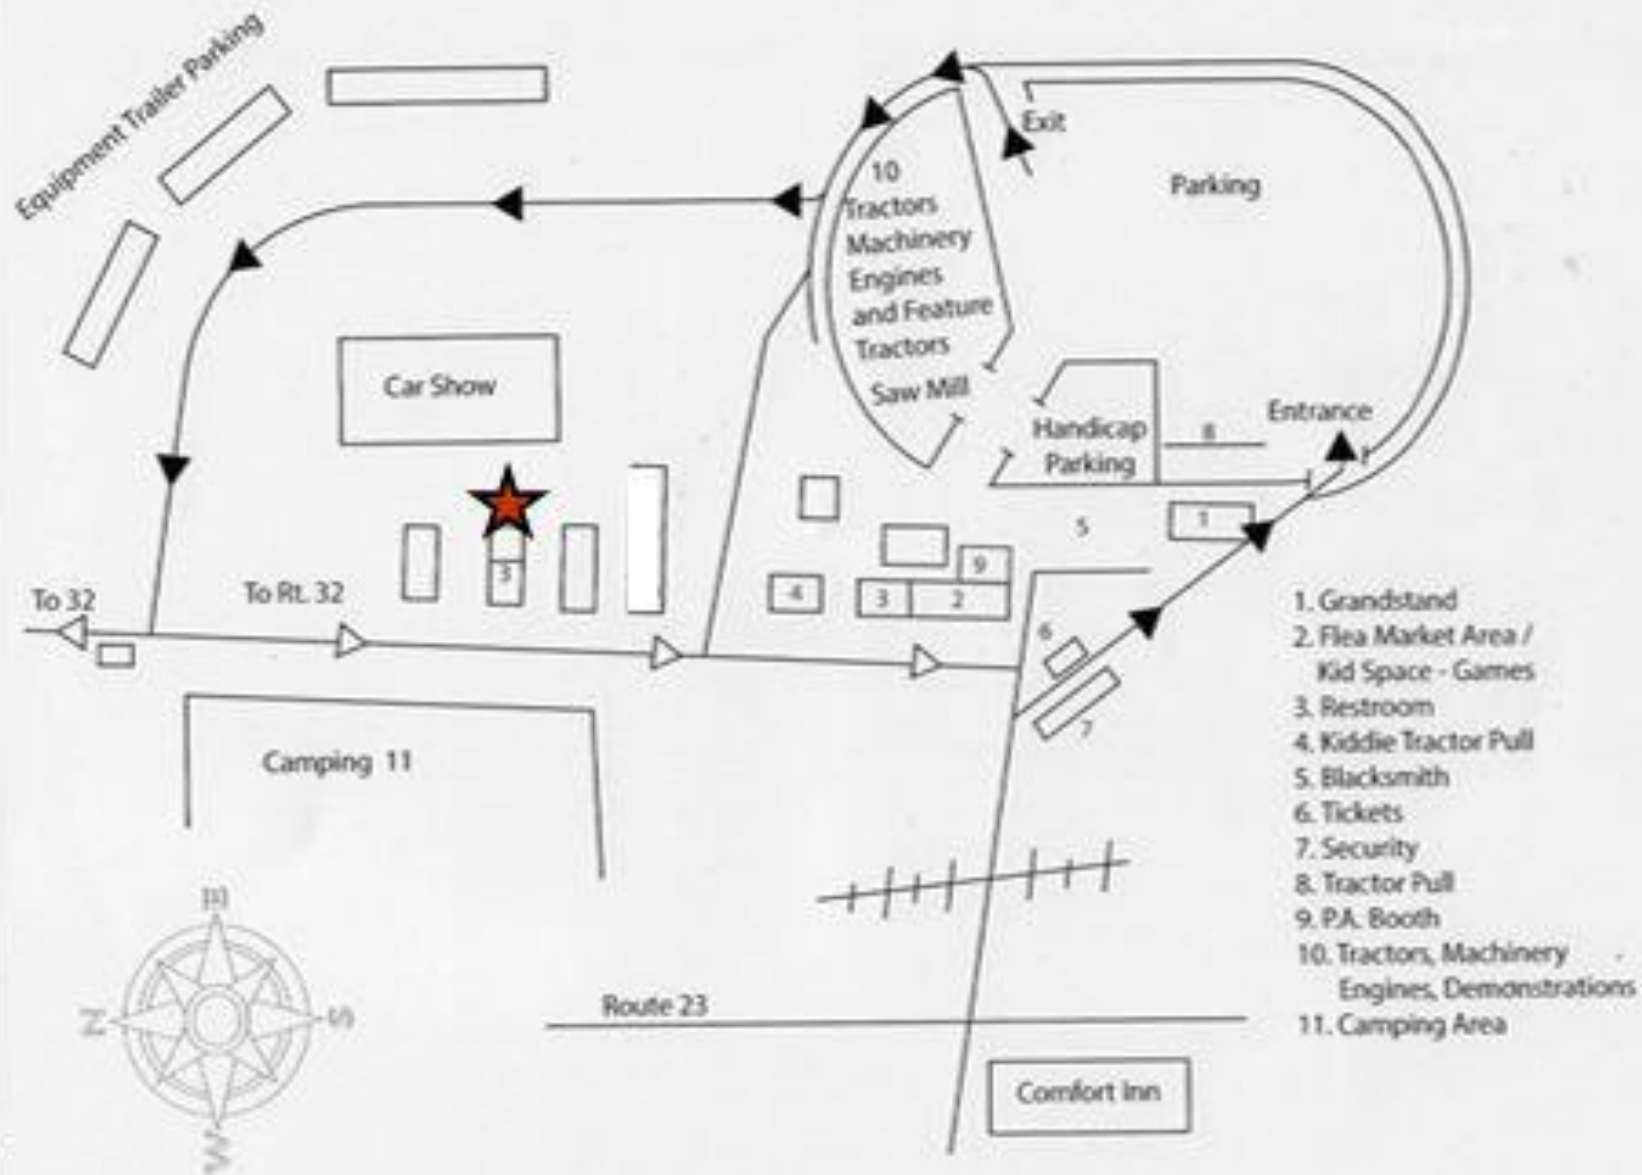 Equipment Trailer Parking
Exit
Parking
10
Tractors
Machinery
Engines
and Feature
Tractors
Saw Mill
Car Show
Handicap
Parking
8
Entrance
1
5
3
9
4
3
2
To 32
To Rt. 32
6
7
Camping 11
1. Grandstand
2. Flea Market Area /
Kid Space - Games
3. Restroom
4. Kiddie Tractor Pull
5. Blacksmith
6. Tickets
7. Security
8. Tractor Pull
9. P.A. Booth
10. Tractors, Machinery
Engines, Demonstrations
11. Camping Area
E
N
S
W
Route 23
Comfort Inn